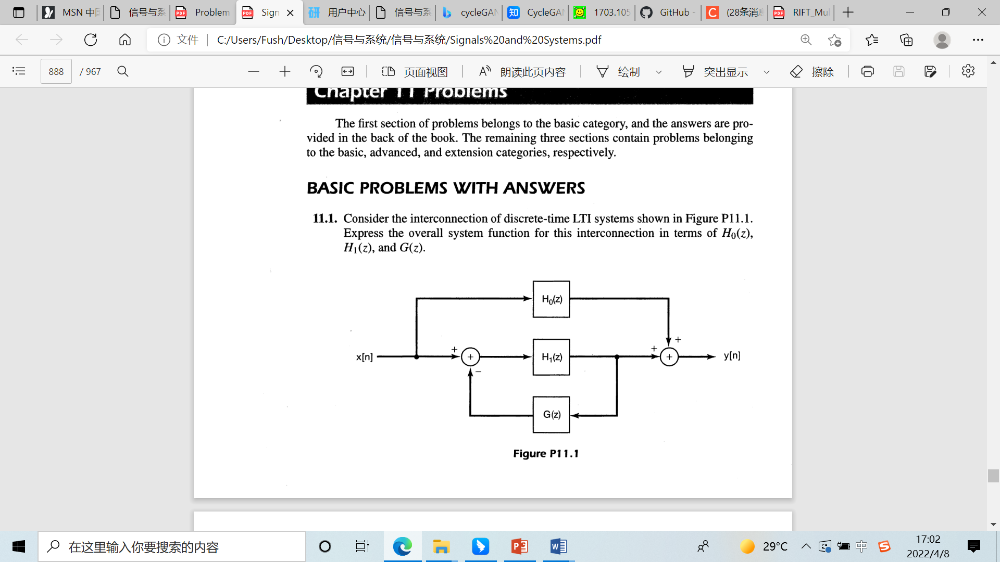 MSN 中国
信号与系
Problem
Sign
用户中心
信号与系
cycleGAN
CycleGAN
1703.105
GitHub -
(28条消息
RIFT_Mul
文件
C:/Users/Fush/Desktop/信号与系统/信号与系统/Signals%20and%20Systems.pdf
888 / 967
页面视图
朗读此页内容
绘制
突出显示
擦除
Chapter 11 Problems
The first section of problems belongs to the basic category, and the answers are pro-
vided in the back of the book. The remaining three sections contain problems belonging
to the basic, advanced, and extension categories, respectively.
BASIC PROBLEMS WITH ANSWERS
11.1. Consider the interconnection of discrete-time LTI systems shown in Figure P11.1.
Express the overall system function for this interconnection in terms of H₀(z),
H₁(z), and G(z).
H₀(z)
x[n]
+
+
−
H₁(z)
+
+
+
y[n]
G(z)
Figure P11.1
在这里输入你要搜索的内容
29°C
中
17:02
2022/4/8